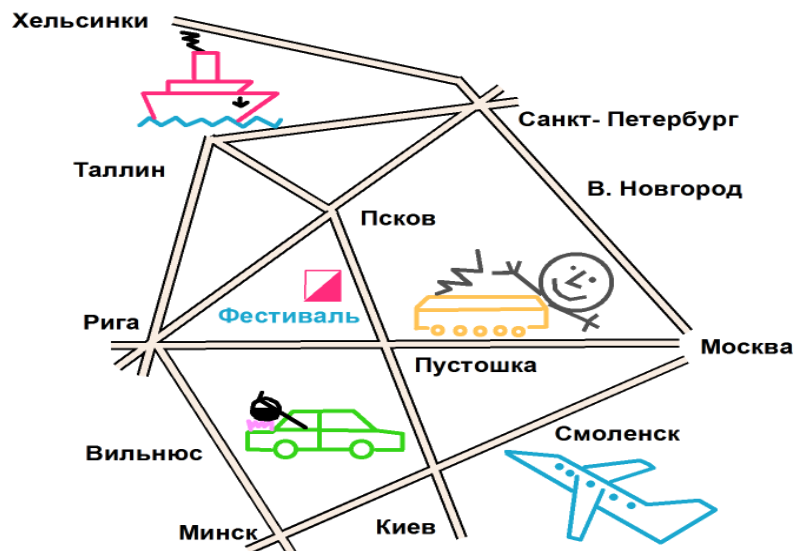 Хельсинки
Санкт- Петербург
Таллин
В. Новгород
Псков
Фестиваль
Рига
Москва
Пустошка
Смоленск
Вильнюс
Киев
Минск